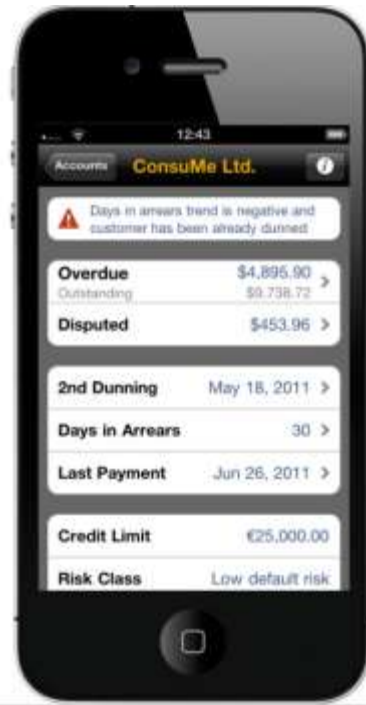 12:43
Accounts
ConsuMe Ltd.
i
Days in arrears trend is negative and
customer has been already dunned
Overdue $4,895.90
Outstanding $9,738.72
Disputed $453.96
2nd Dunning May 18, 2011
Days in Arrears 30
Last Payment Jun 26, 2011
Credit Limit €25,000.00
Risk Class Low default risk